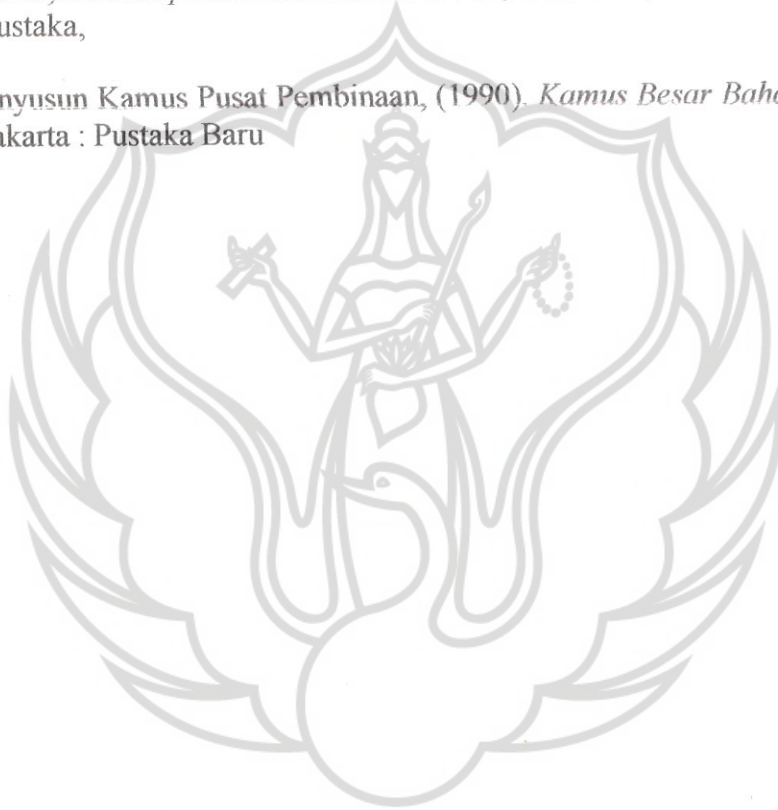 ustaka,
nyusun Kamus Pusat Pembinaan, (1990). Kamus Besar Baha
akarta : Pustaka Baru